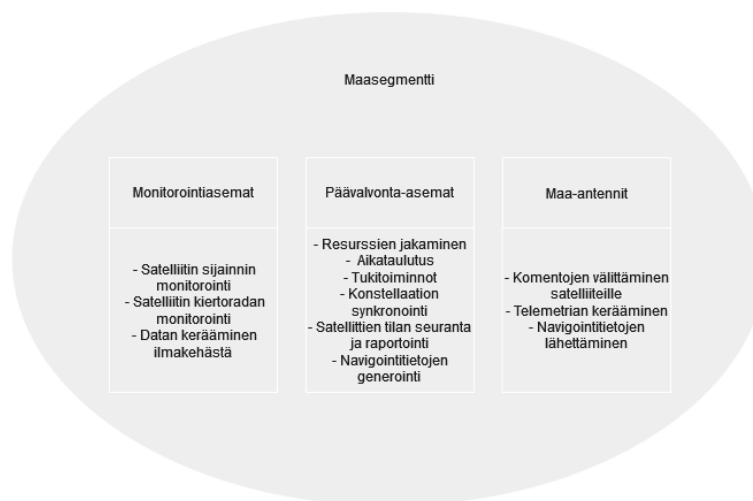 Maasegmentti
Monitorointiasemat
- Satelliitin sijainnin
monitorointi
- Satelliitin kiertoradan
monitorointi
- Datan kerääminen
ilmakehästä
Päävalvonta-asemat
- Resurssien jakaminen
- Aikataulutus
- Tukitoiminnot
- Konstellaation
synkronointi
- Satellittien tilan seuranta
ja raportointi
- Navigointitietojen
generointi
Maa-antennit
- Komentojen välittäminen
satelliiteille
- Telemetrian kerääminen
- Navigointitietojen
lähettäminen